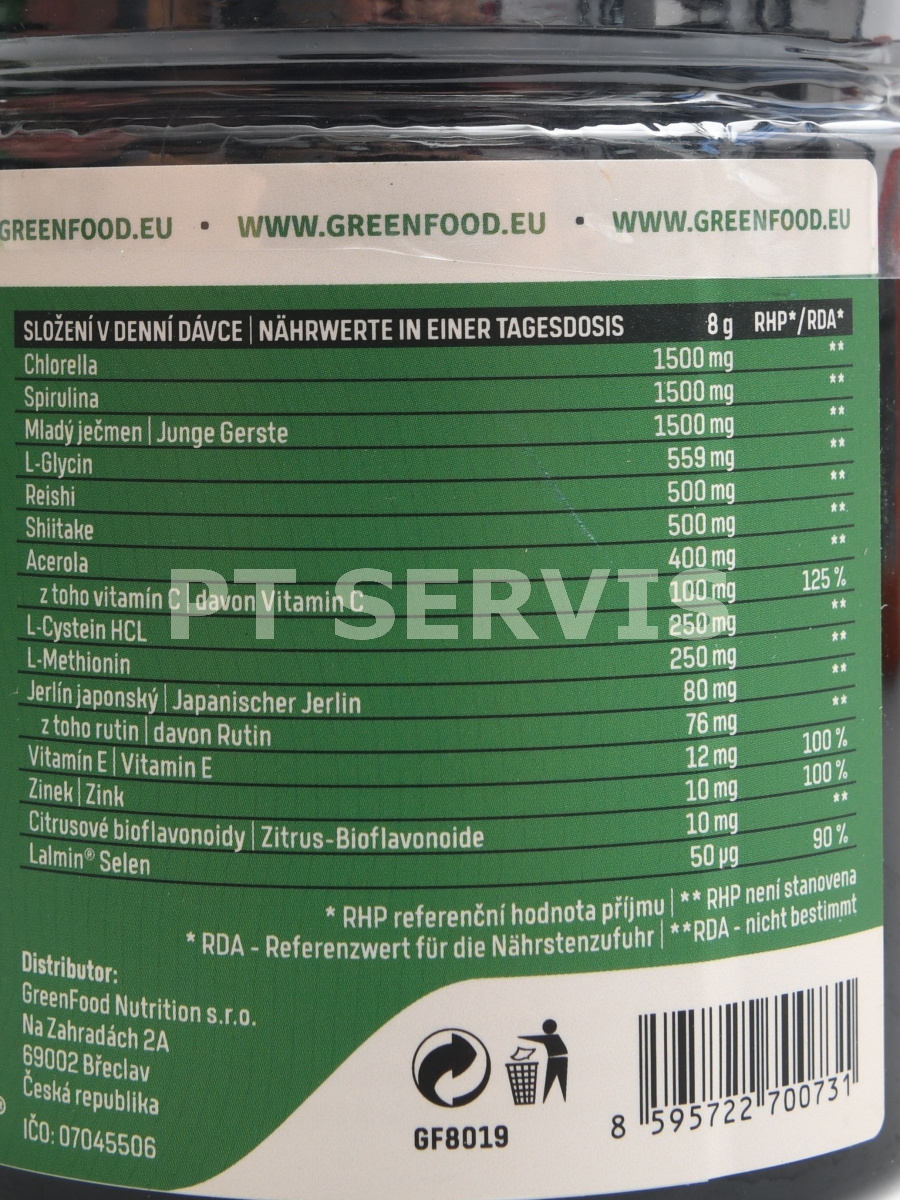 GREENFOOD.EU • WWW.GREENFOOD.EU • WWW.GREENFOOD.EU
SLOŽENÍ V DENNÍ DÁVCE | NÄHRWERTE IN EINER TAGESDOSIS 8 g RHP*/RDA*
Chlorella 1500 mg **
Spirulina 1500 mg **
Mladý ječmen | Junge Gerste 1500 mg **
L-Glycin 559 mg **
Reishi 500 mg **
Shiitake 500 mg **
Acerola 400 mg **
z toho vitamín C | davon Vitamin C 100 mg 125 %
L-Cystein HCL 250 mg **
L-Methionin 250 mg **
Jerlín japonský | Japanischer Jerlin 80 mg **
z toho rutin | davon Rutin 76 mg **
Vitamín E | Vitamin E 12 mg 100 %
Zinek | Zink 10 mg 100 %
Citrusové bioflavonoidy | Zitrus-Bioflavonoide 10 mg **
Lalmin® Selen 50 µg 90 %
* RHP referenční hodnota příjmu | ** RHP není stanovena
* RDA - Referenzwert für die Nährstenzufuhr | **RDA - nicht bestimmt
PT SERVIS
Distributor:
GreenFood Nutrition s.r.o.
Na Zahradách 2A
69002 Břeclav
Česká republika
IČO: 07045506
GF8019
8 595722 700731